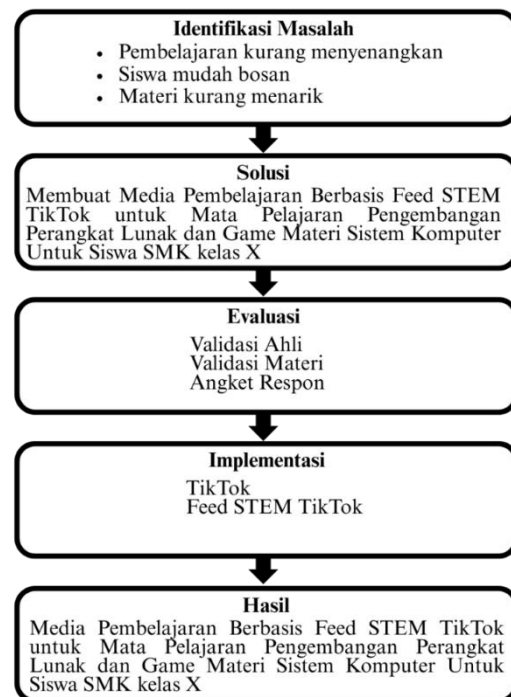 Identifikasi Masalah
• Pembelajaran kurang menyenangkan
• Siswa mudah bosan
• Materi kurang menarik
Solusi
Membuat Media Pembelajaran Berbasis Feed STEM
TikTok untuk Mata Pelajaran Pengembangan
Perangkat Lunak dan Game Materi Sistem Komputer
Untuk Siswa SMK kelas X
Evaluasi
Validasi Ahli
Validasi Materi
Angket Respon
Implementasi
TikTok
Feed STEM TikTok
Hasil
Media Pembelajaran Berbasis Feed STEM TikTok
untuk Mata Pelajaran Pengembangan Perangkat
Lunak dan Game Materi Sistem Komputer Untuk
Siswa SMK kelas X